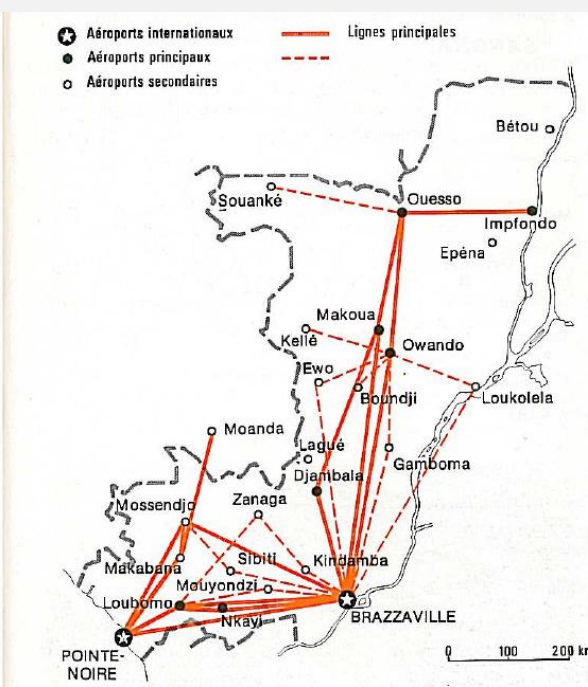 Aéroports internationaux
Lignes principales
Aéroports principaux
Aéroports secondaires
Bétou
Souanké
Ouesso
Impfondo
Epéna
Makoua
Kellé
Owando
Ewo
Boundji
Loukolela
Moanda
Lagué
Gamboma
Djambala
Mossendjo
Zanaga
Makabana
Sibiti
Kindamba
Mouyondzi
Loubomo
Nkayi
BRAZZAVILLE
POINTE-
NOIRE
0 100 200 km